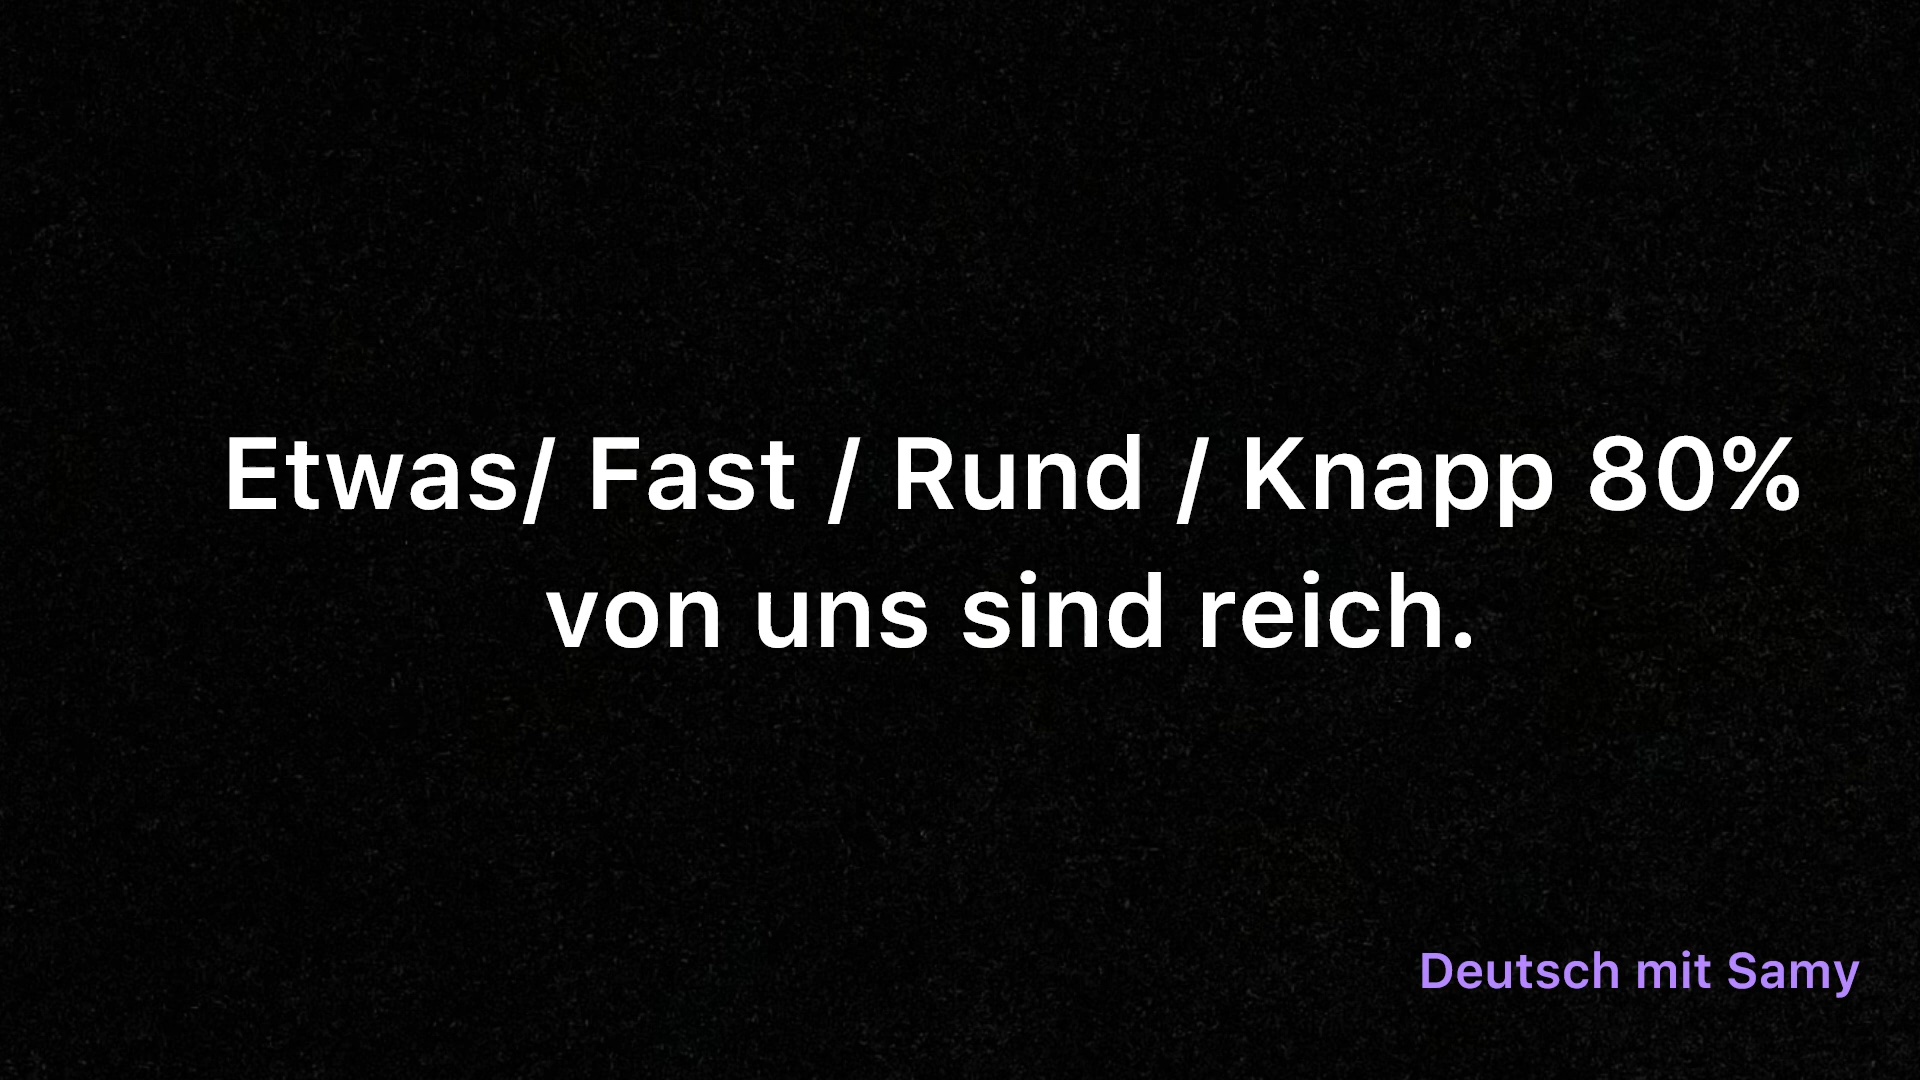 Etwas/ Fast / Rund / Knapp 80%
von uns sind reich.
Deutsch mit Samy